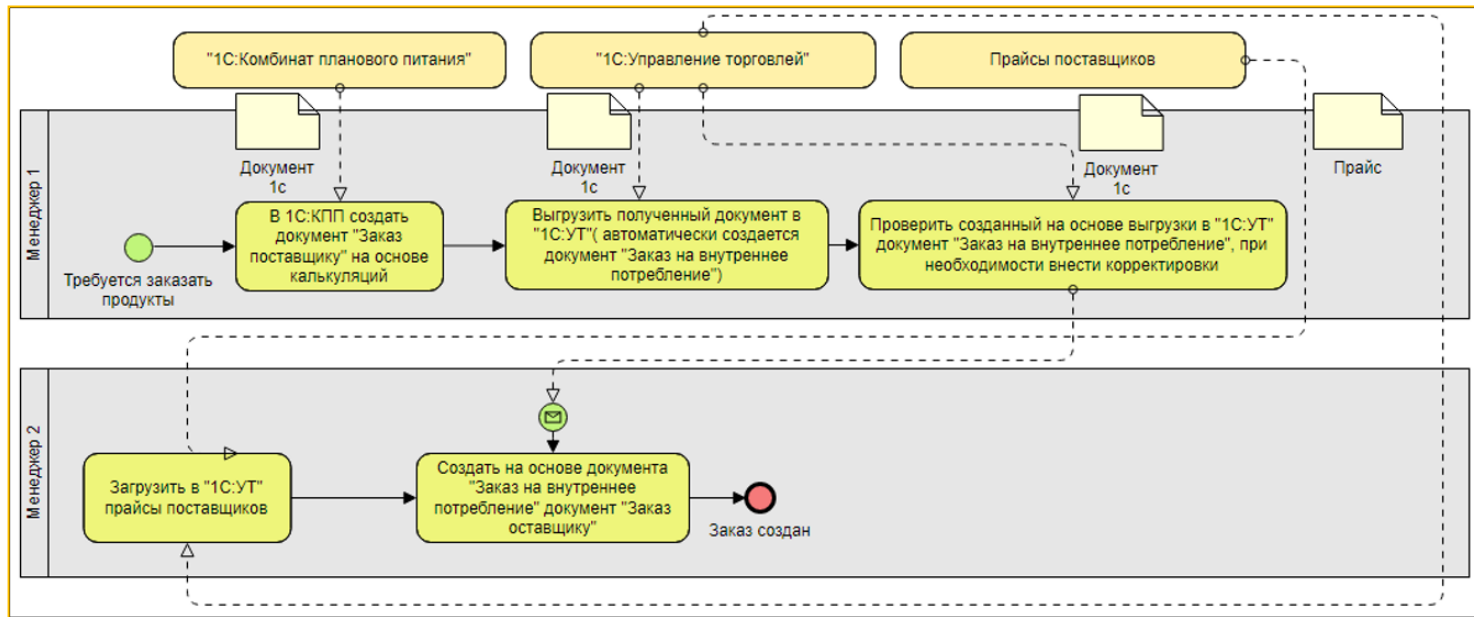 "1С:Комбинат планового питания"
"1С:Управление торговлей"
Прайсы поставщиков
Менеджер 1
Документ
1с
Документ
1с
Документ
1с
Прайс
Требуется заказать
продукты
В 1С:КПП создать
документ "Заказ
поставщику" на основе
калькуляций
Выгрузить полученный документ в
"1С:УТ"( автоматически создается
документ "Заказ на внутреннее
потребление")
Проверить созданный на основе выгрузки в "1С:УТ"
документ "Заказ на внутреннее потребление", при
необходимости внести корректировки
Менеджер 2
Загрузить в "1С:УТ"
прайсы поставщиков
Создать на основе документа
"Заказ на внутреннее
потребление" документ "Заказ
оставщику"
Заказ создан